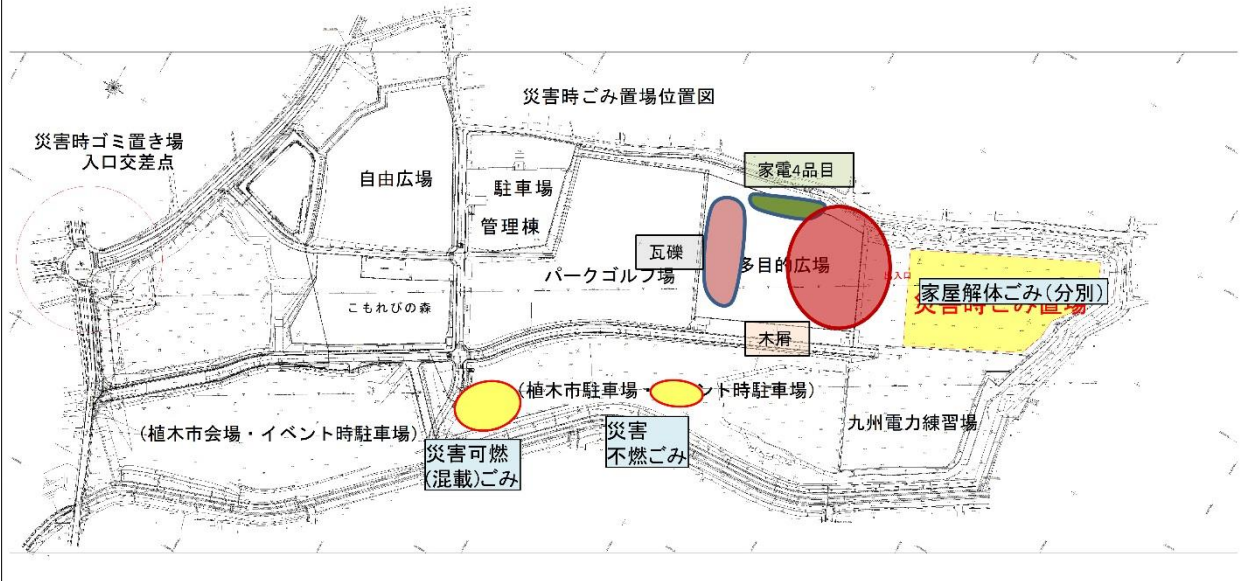 災害時ごみ置場位置図
災害時ゴミ置き場
入口交差点
自由広場
駐車場
管理棟
家電4品目
瓦礫
パークゴルフ場
多目的広場
出入口
家屋解体ごみ(分別)
災害時ごみ置場
こもれびの森
木屑
(植木市駐車場・
ント時駐車場)
(植木市会場・イベント時駐車場)
災害可燃
(混載)ごみ
災害
不燃ごみ
九州電力練習場